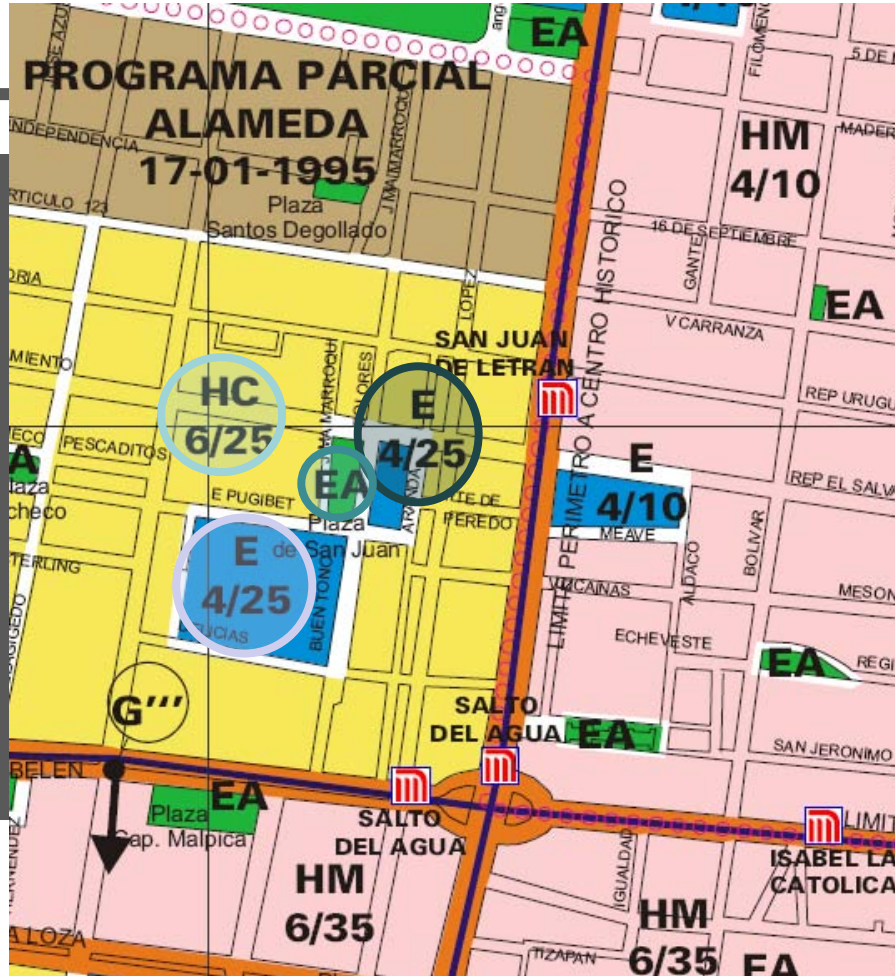 EA
5 DE
PROGRAMA PARCIAL
ALAMEDA
17-01-1995
INDEPENDENCIA
HM
4/10
MADER
ARTICULO 123
Plaza
Santos Degollado
16 DE SEPTIEMBRE
GANTE
LOPEZ
LIMITE PERIMETRO A CENTRO HISTORICO
EA
V CARRANZA
SAN JUAN
DE LETRAN
DOLORES
HC
6/25
E
4/25
REP URUGU
PESCADITOS
E
4/10
REP EL SALVA
EA
E PUGIBET
ARANDA
PEREDO
Plaza
de San Juan
MEAVE
BOLIVAR
ALDACO
E
4/25
BUEN TONO
VIZCAINAS
MESON
ECHEVESTE
EA
REGI
G'''
SALTO
DEL AGUA
EA
SAN JERONIMO
BELEN
EA
Plaza
Cap. Malpica
SALTO
DEL AGUA
LIMIT
ISABEL LA
CATOLICA
IGUALDAD
HM
6/35
HM
6/35
TIZAPAN
EA
A LOZA